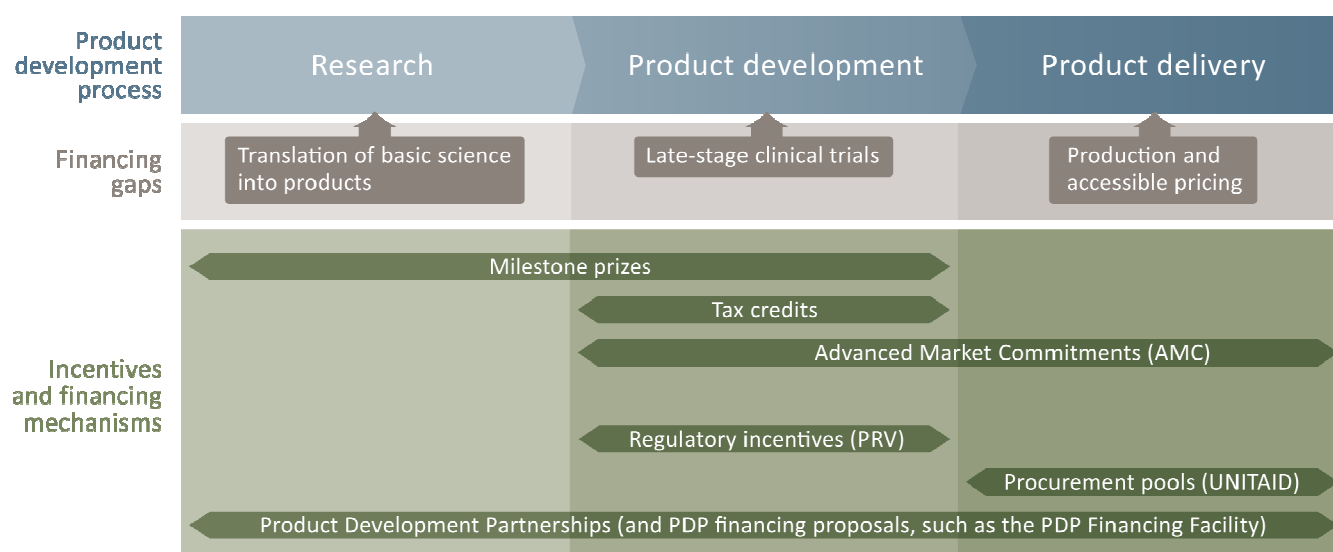 Product
development
process
Research
Product development
Product delivery
Financing
gaps
Translation of basic science
into products
Late-stage clinical trials
Production and
accessible pricing
Incentives
and financing
mechanisms
Milestone prizes
Tax credits
Advanced Market Commitments (AMC)
Regulatory incentives (PRV)
Procurement pools (UNITAID)
Product Development Partnerships (and PDP financing proposals, such as the PDP Financing Facility)